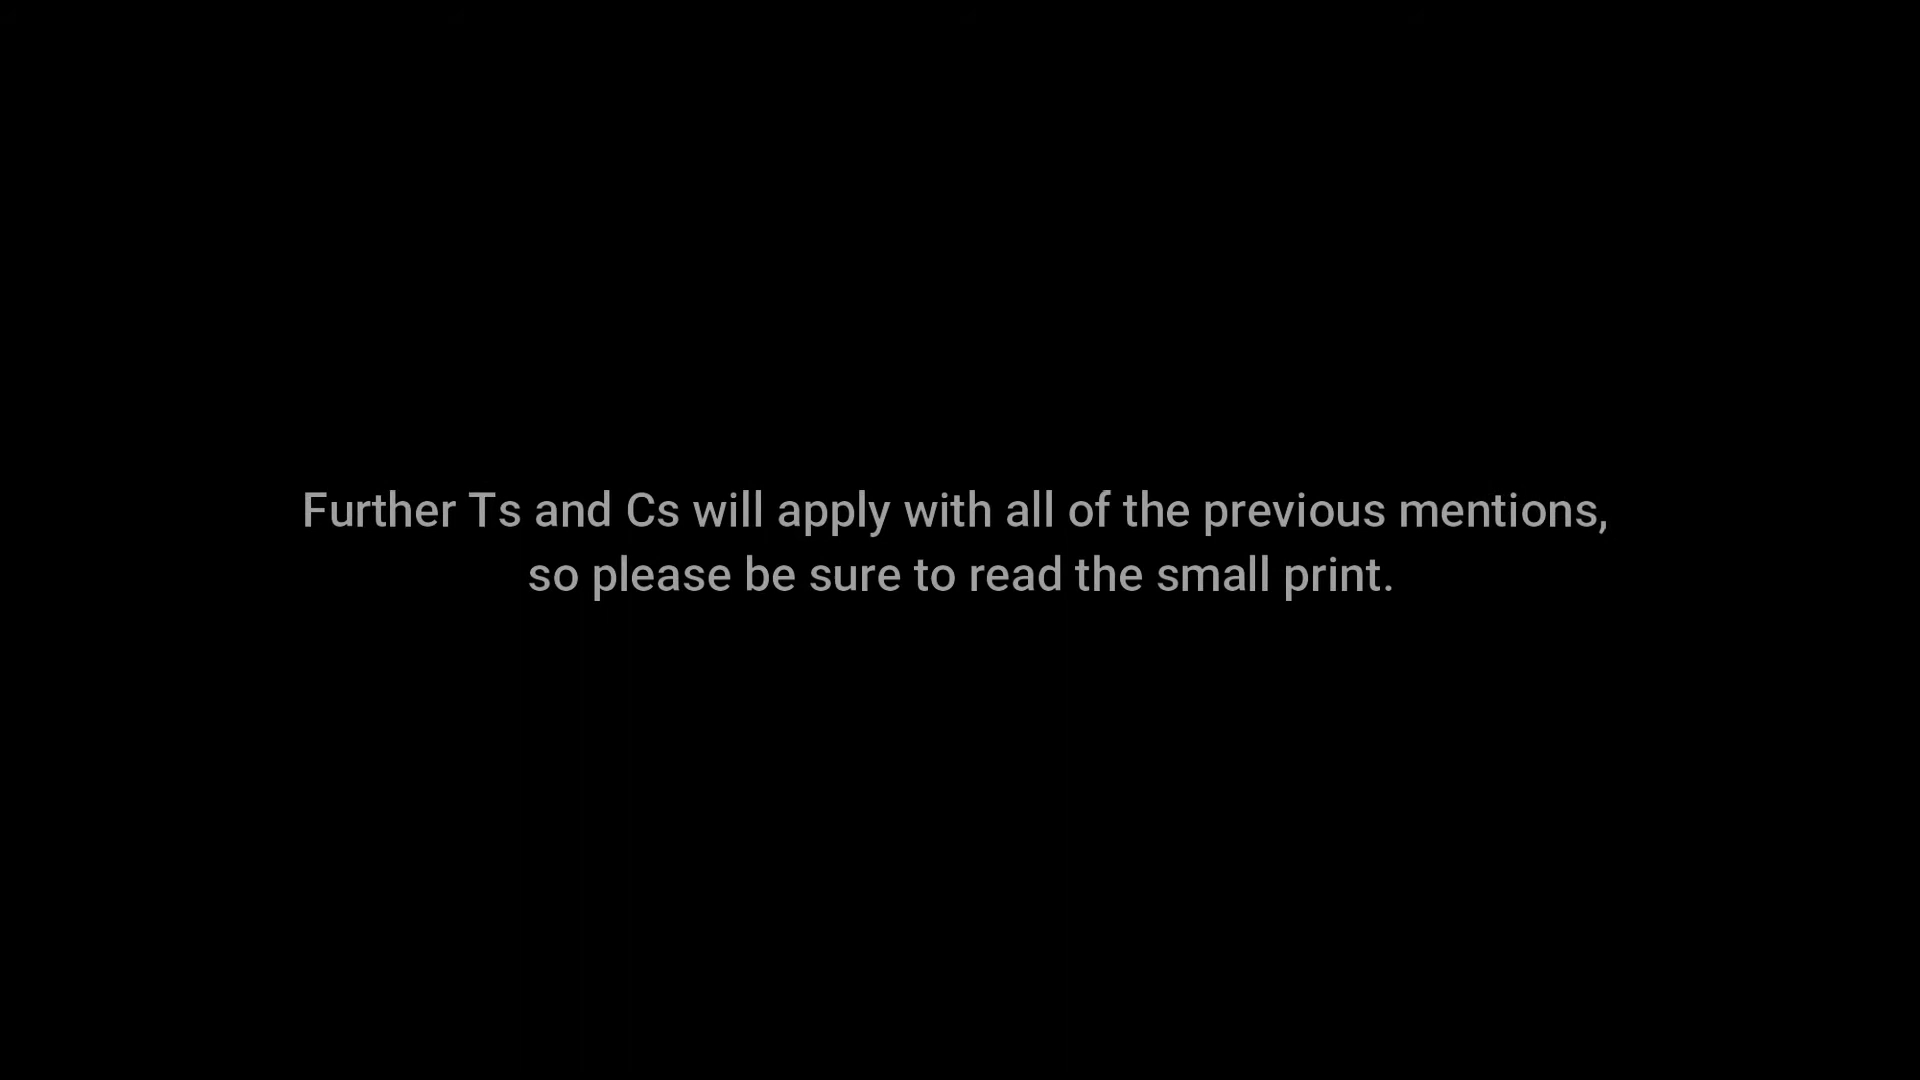 Further Ts and Cs will apply with all of the previous mentions,
so please be sure to read the small print.